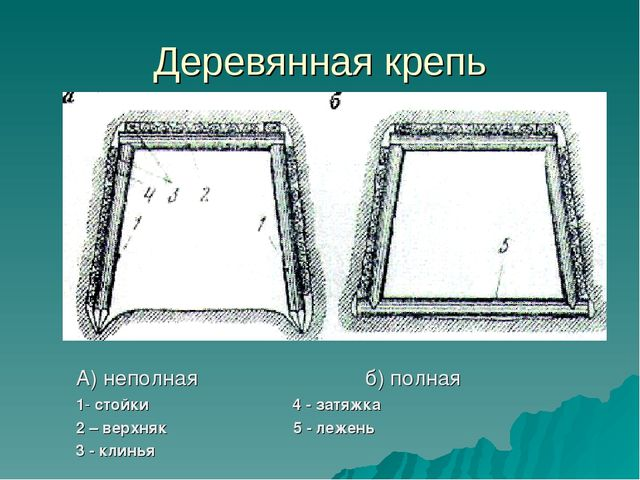 Деревянная крепь
а б
4 3 2
1 1
5
А) неполная б) полная
1- стойки 4 - затяжка
2 – верхняк 5 - лежень
3 - клинья